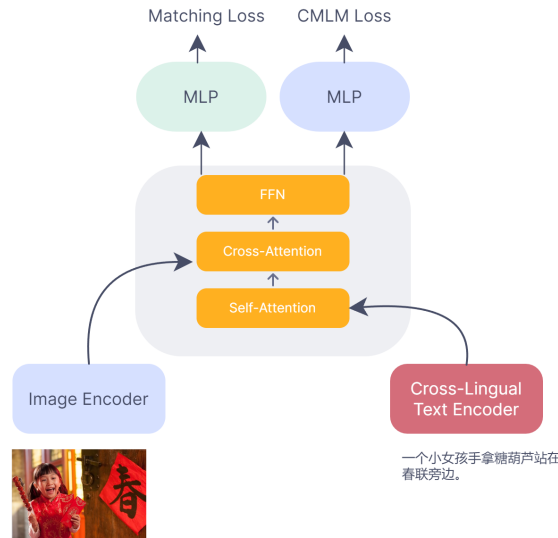 Matching Loss
CMLM Loss
MLP
MLP
FFN
Cross-Attention
Self-Attention
Image Encoder
Cross-Lingual
Text Encoder
一个小女孩手拿糖葫芦站在
春联旁边。
春